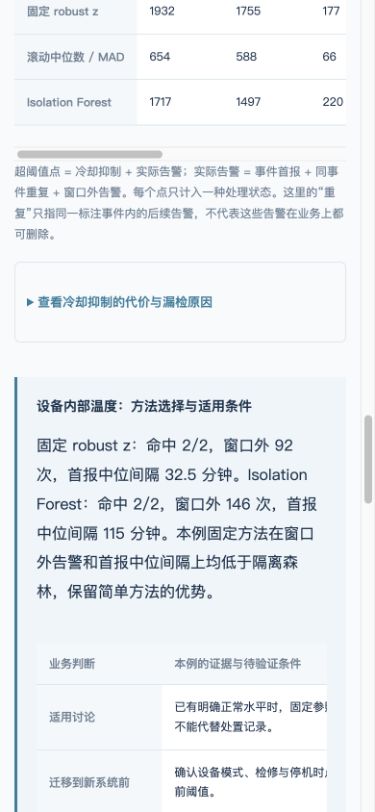 固定 robust z 1932 1755 177
滚动中位数 / MAD 654 588 66
Isolation Forest 1717 1497 220
超阈值点 = 冷却抑制 + 实际告警；实际告警 = 事件首报 + 同事
件重复 + 窗口外告警。每个点只计入一种处理状态。这里的“重
复”只指同一标注事件内的后续告警，不代表这些告警在业务上都
可删除。
▶ 查看冷却抑制的代价与漏检原因
设备内部温度：方法选择与适用条件
固定 robust z：命中 2/2，窗口外 92
次，首报中位间隔 32.5 分钟。Isolation
Forest：命中 2/2，窗口外 146 次，首报
中位间隔 115 分钟。本例固定方法在窗口
外告警和首报中位间隔上均低于隔离森
林，保留简单方法的优势。
业务判断 本例的证据与待验证条件
适用讨论 已有明确正常水平时，固定参
不能代替处置记录。
迁移到新系统前 确认设备模式、检修与停机时
前阈值。